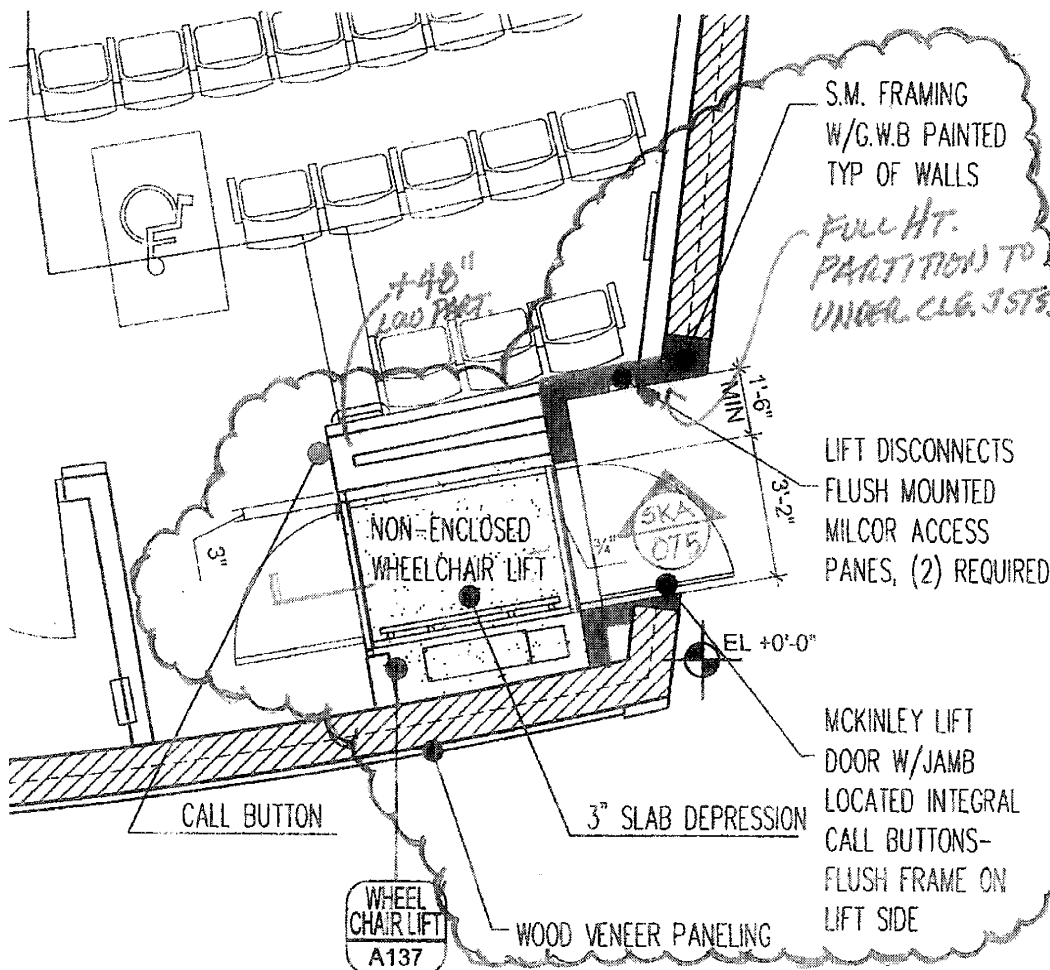 S.M. FRAMING
W/G.W.B PAINTED
TYP OF WALLS
FULL HT.
PARTITION TO
UNDER CLG. JSTS.
+48"
LOW PART.
1'-6"
MIN
3'-2"
LIFT DISCONNECTS
FLUSH MOUNTED
MILCOR ACCESS
PANES, (2) REQUIRED
SKA
075
3/4"
3"
NON-ENCLOSED
WHEELCHAIR LIFT
EL +0'-0"
MCKINLEY LIFT
DOOR W/JAMB
LOCATED INTEGRAL
CALL BUTTONS-
FLUSH FRAME ON
LIFT SIDE
CALL BUTTON
3" SLAB DEPRESSION
WHEEL
CHAIR LIFT
A137
WOOD VENEER PANELING